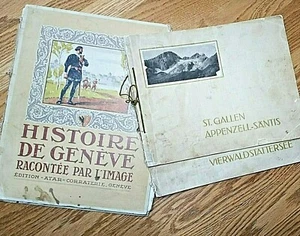 HISTOIRE
DE GENÈVE
RACONTÉE PAR L'IMAGE
ÉDITION - ATAR - CORRATERIE, GENÈVE
ST. GALLEN
APPENZELL-SÄNTIS
VIERWALDSTÄTTERSEE